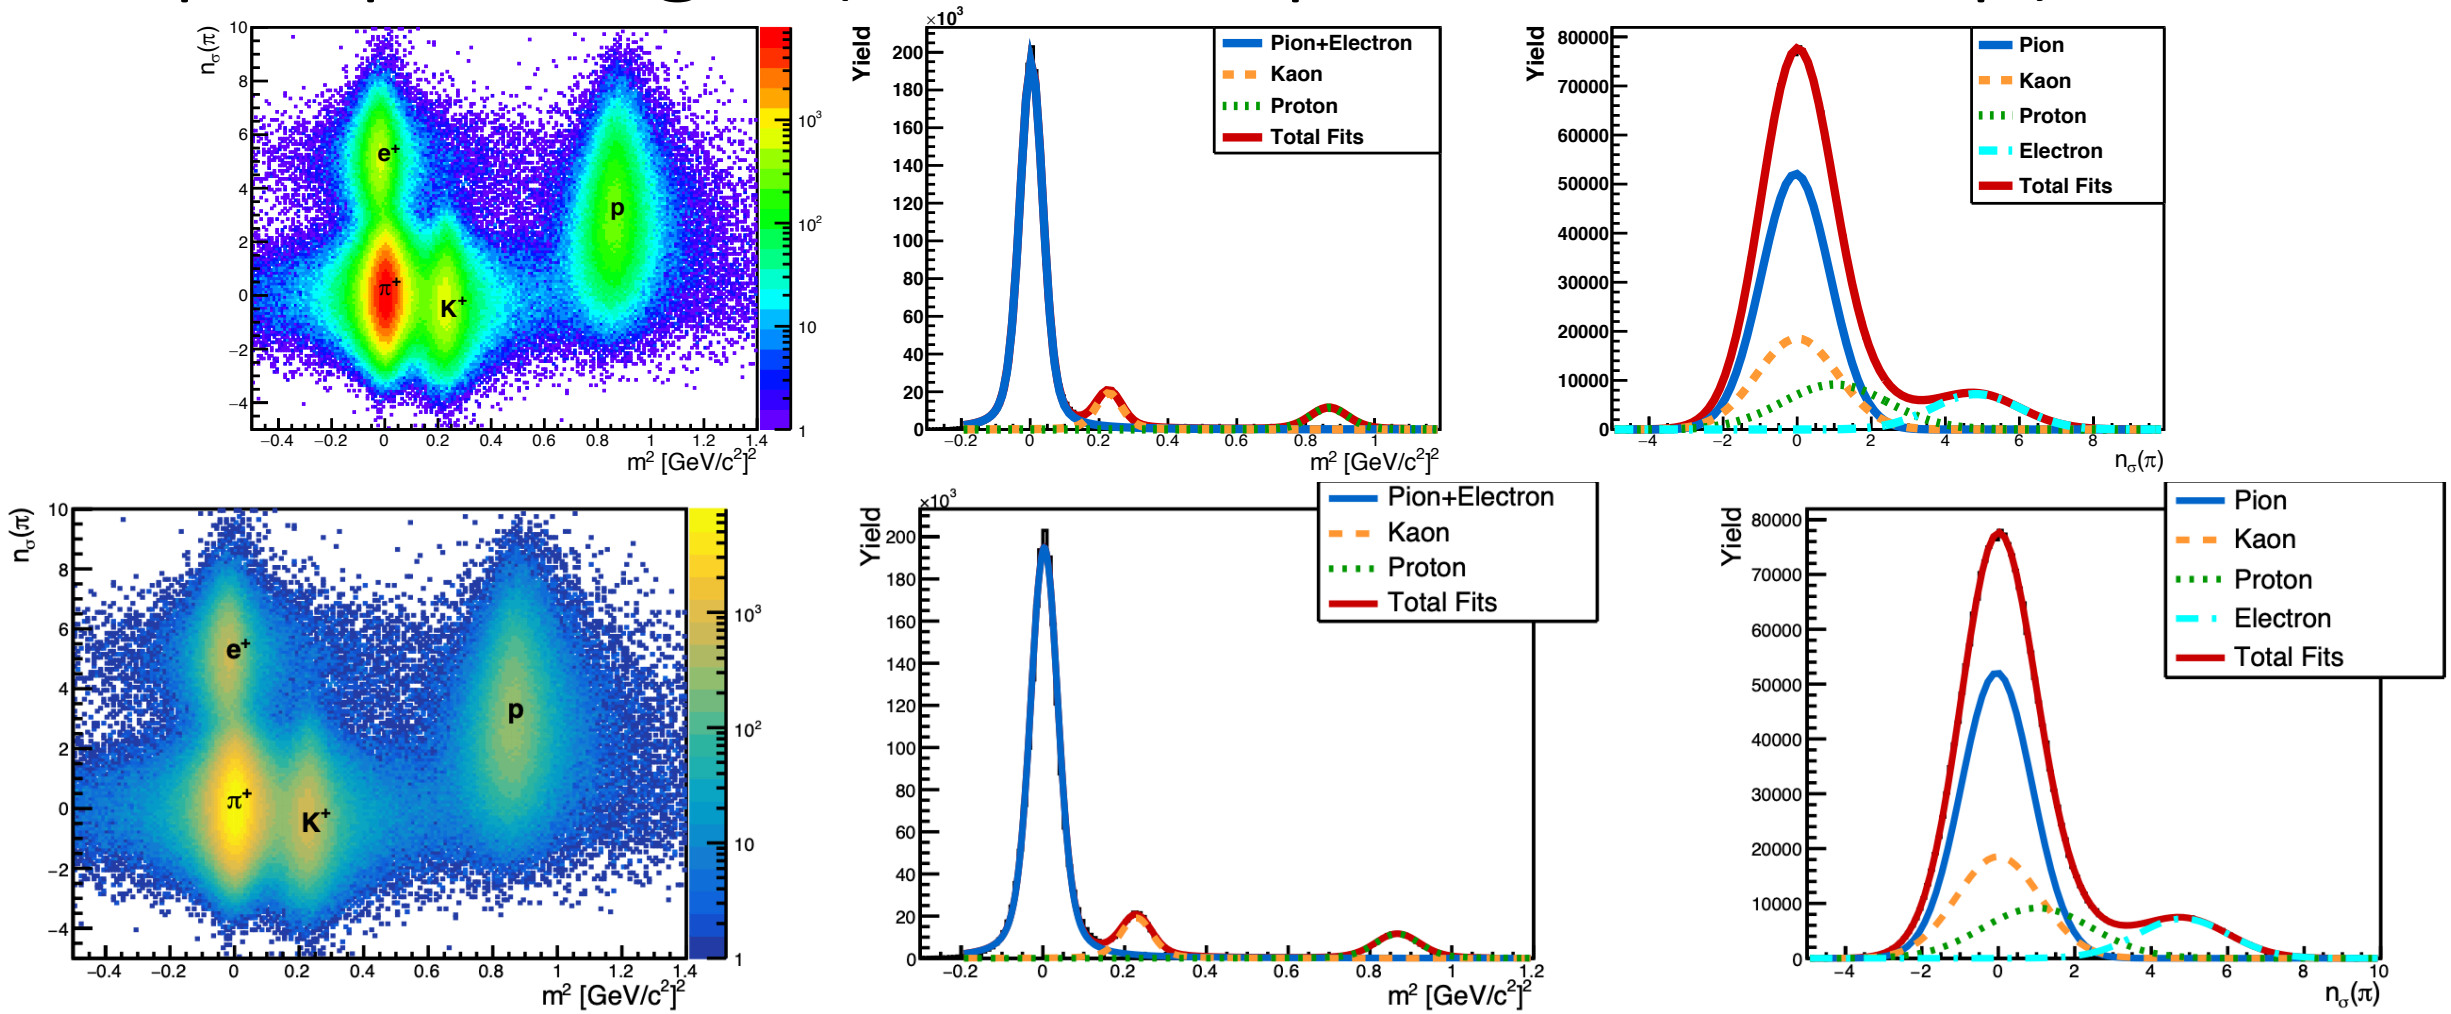 10
8
6
4
2
0
−2
−4
nσ(π)
e⁺
π⁺
K⁺
p
−0.4 −0.2 0 0.2 0.4 0.6 0.8 1 1.2 1.4
m² [GeV/c²]²
10³
10²
10
1
×10³
Yield
200
180
160
140
120
100
80
60
40
20
0
Pion+Electron
Kaon
Proton
Total Fits
−0.2 0 0.2 0.4 0.6 0.8 1
m² [GeV/c²]²
Yield
80000
70000
60000
50000
40000
30000
20000
10000
0
Pion
Kaon
Proton
Electron
Total Fits
−4 −2 0 2 4 6 8
nσ(π)
10
8
6
4
2
0
−2
−4
nσ(π)
e⁺
π⁺
K⁺
p
−0.4 −0.2 0 0.2 0.4 0.6 0.8 1 1.2 1.4
m² [GeV/c²]²
10³
10²
10
1
×10³
Yield
200
180
160
140
120
100
80
60
40
20
0
Pion+Electron
Kaon
Proton
Total Fits
−0.2 0 0.2 0.4 0.6 0.8 1 1.2
m² [GeV/c²]²
Yield
80000
70000
60000
50000
40000
30000
20000
10000
0
Pion
Kaon
Proton
Electron
Total Fits
−4 −2 0 2 4 6 8 10
nσ(π)